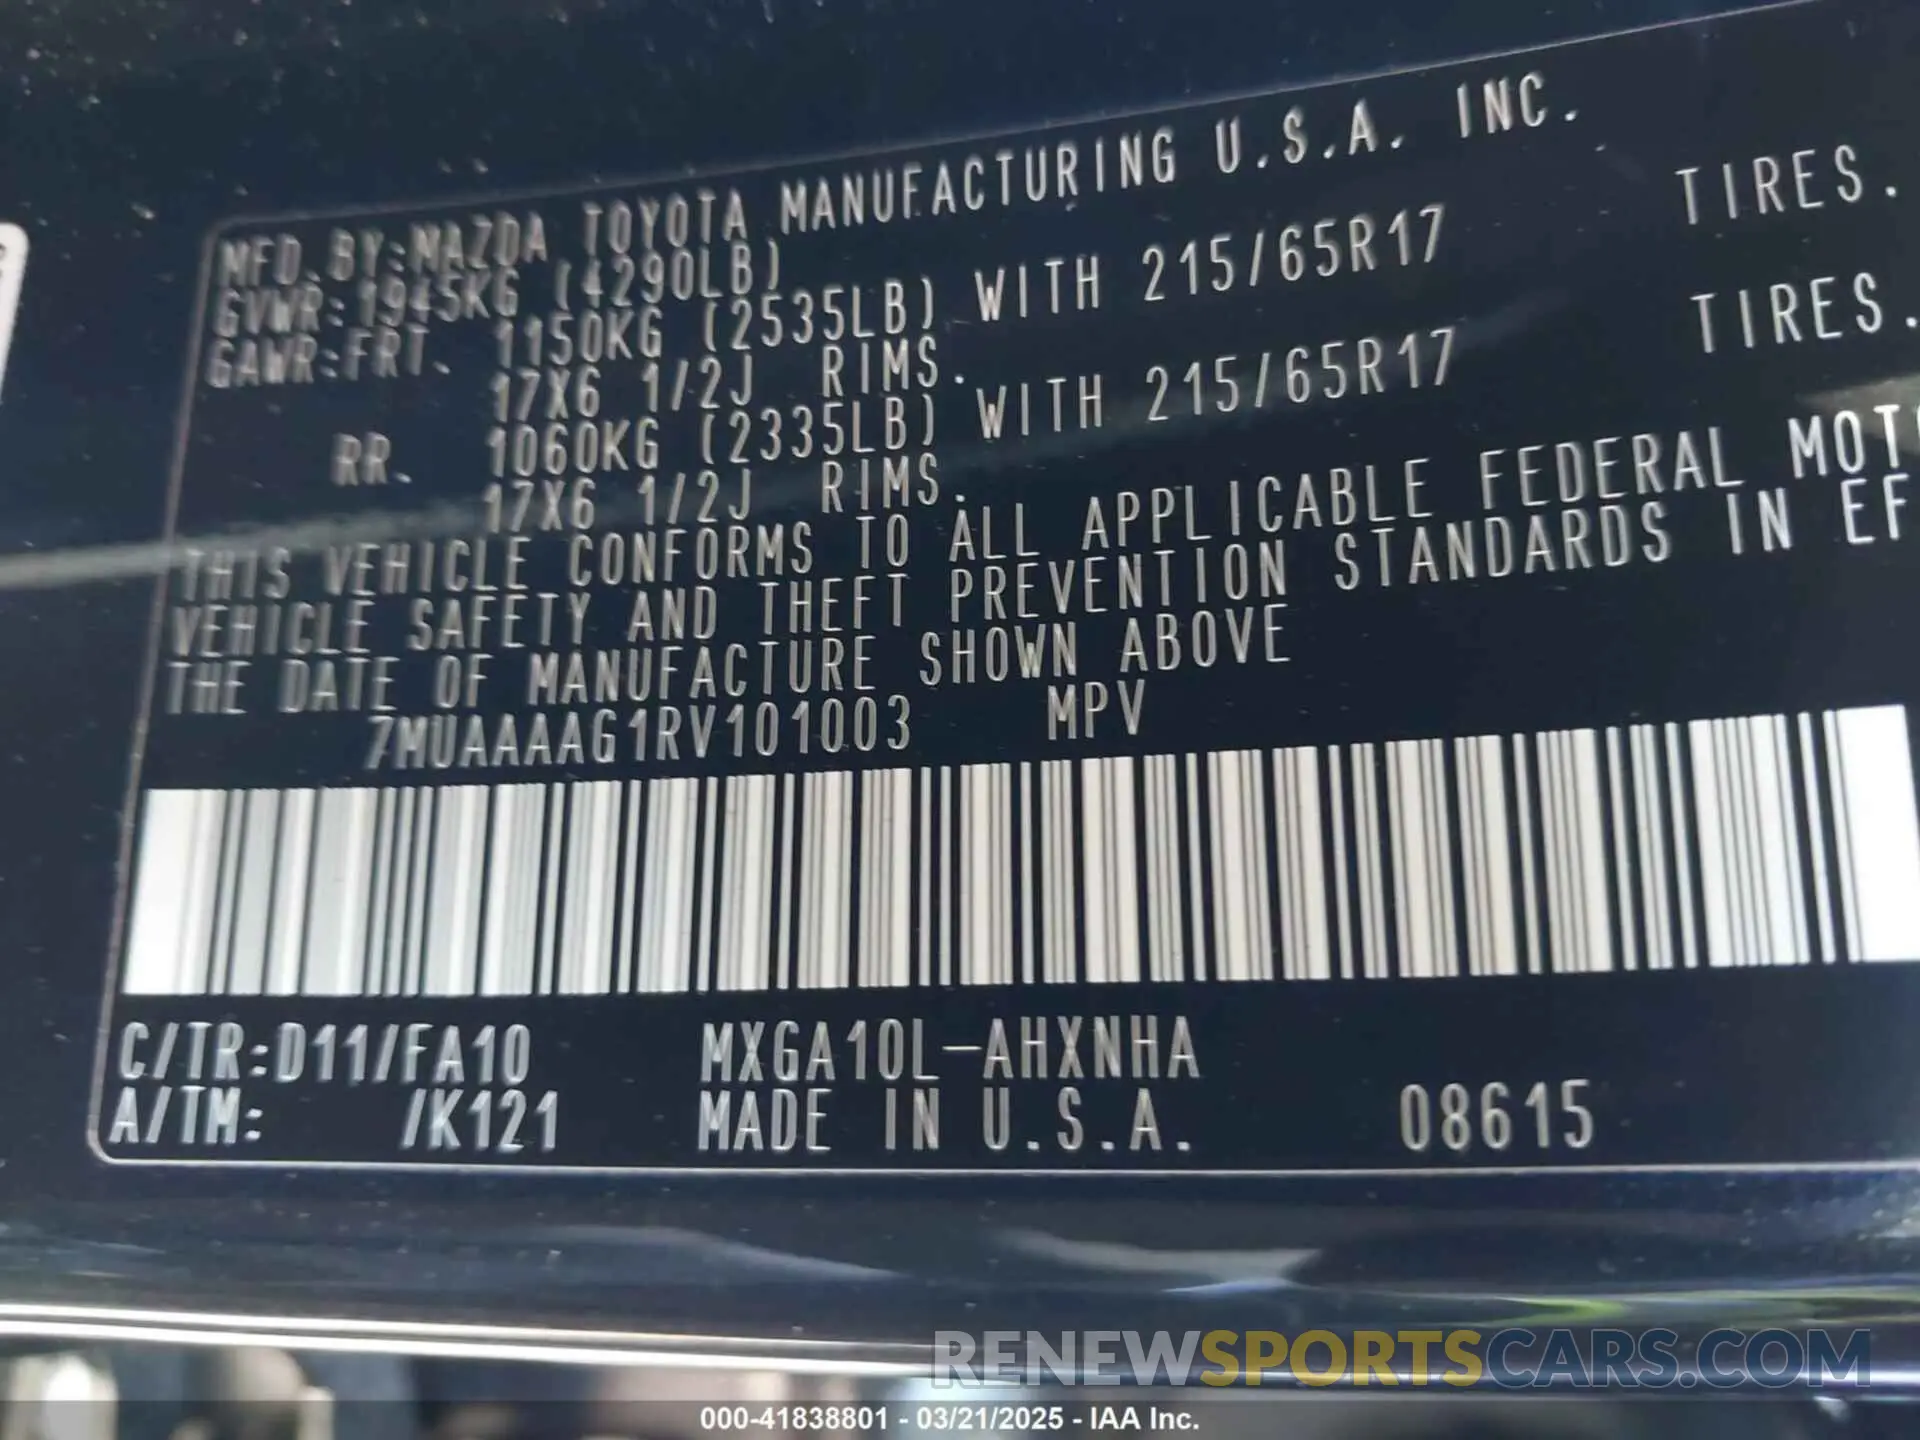 MFD.BY:MAZDA TOYOTA MANUFACTURING U.S.A. INC.
GVWR:1945KG (4290LB)
GAWR:FRT. 1150KG (2535LB) WITH 215/65R17 TIRES.
17X6 1/2J RIMS.
RR. 1060KG (2335LB) WITH 215/65R17 TIRES.
17X6 1/2J RIMS.
THIS VEHICLE CONFORMS TO ALL APPLICABLE FEDERAL
VEHICLE SAFETY AND THEFT PREVENTION STANDARDS IN
THE DATE OF MANUFACTURE SHOWN ABOVE
7MUAAAAG1RV101003 MPV
C/TR:D11/FA10 MXGA10L-AHXNHA
A/TM: /K121 MADE IN U.S.A. 08615
RENEWSPORTSCARS.COM
000-41838801 - 03/21/2025 - IAA Inc.